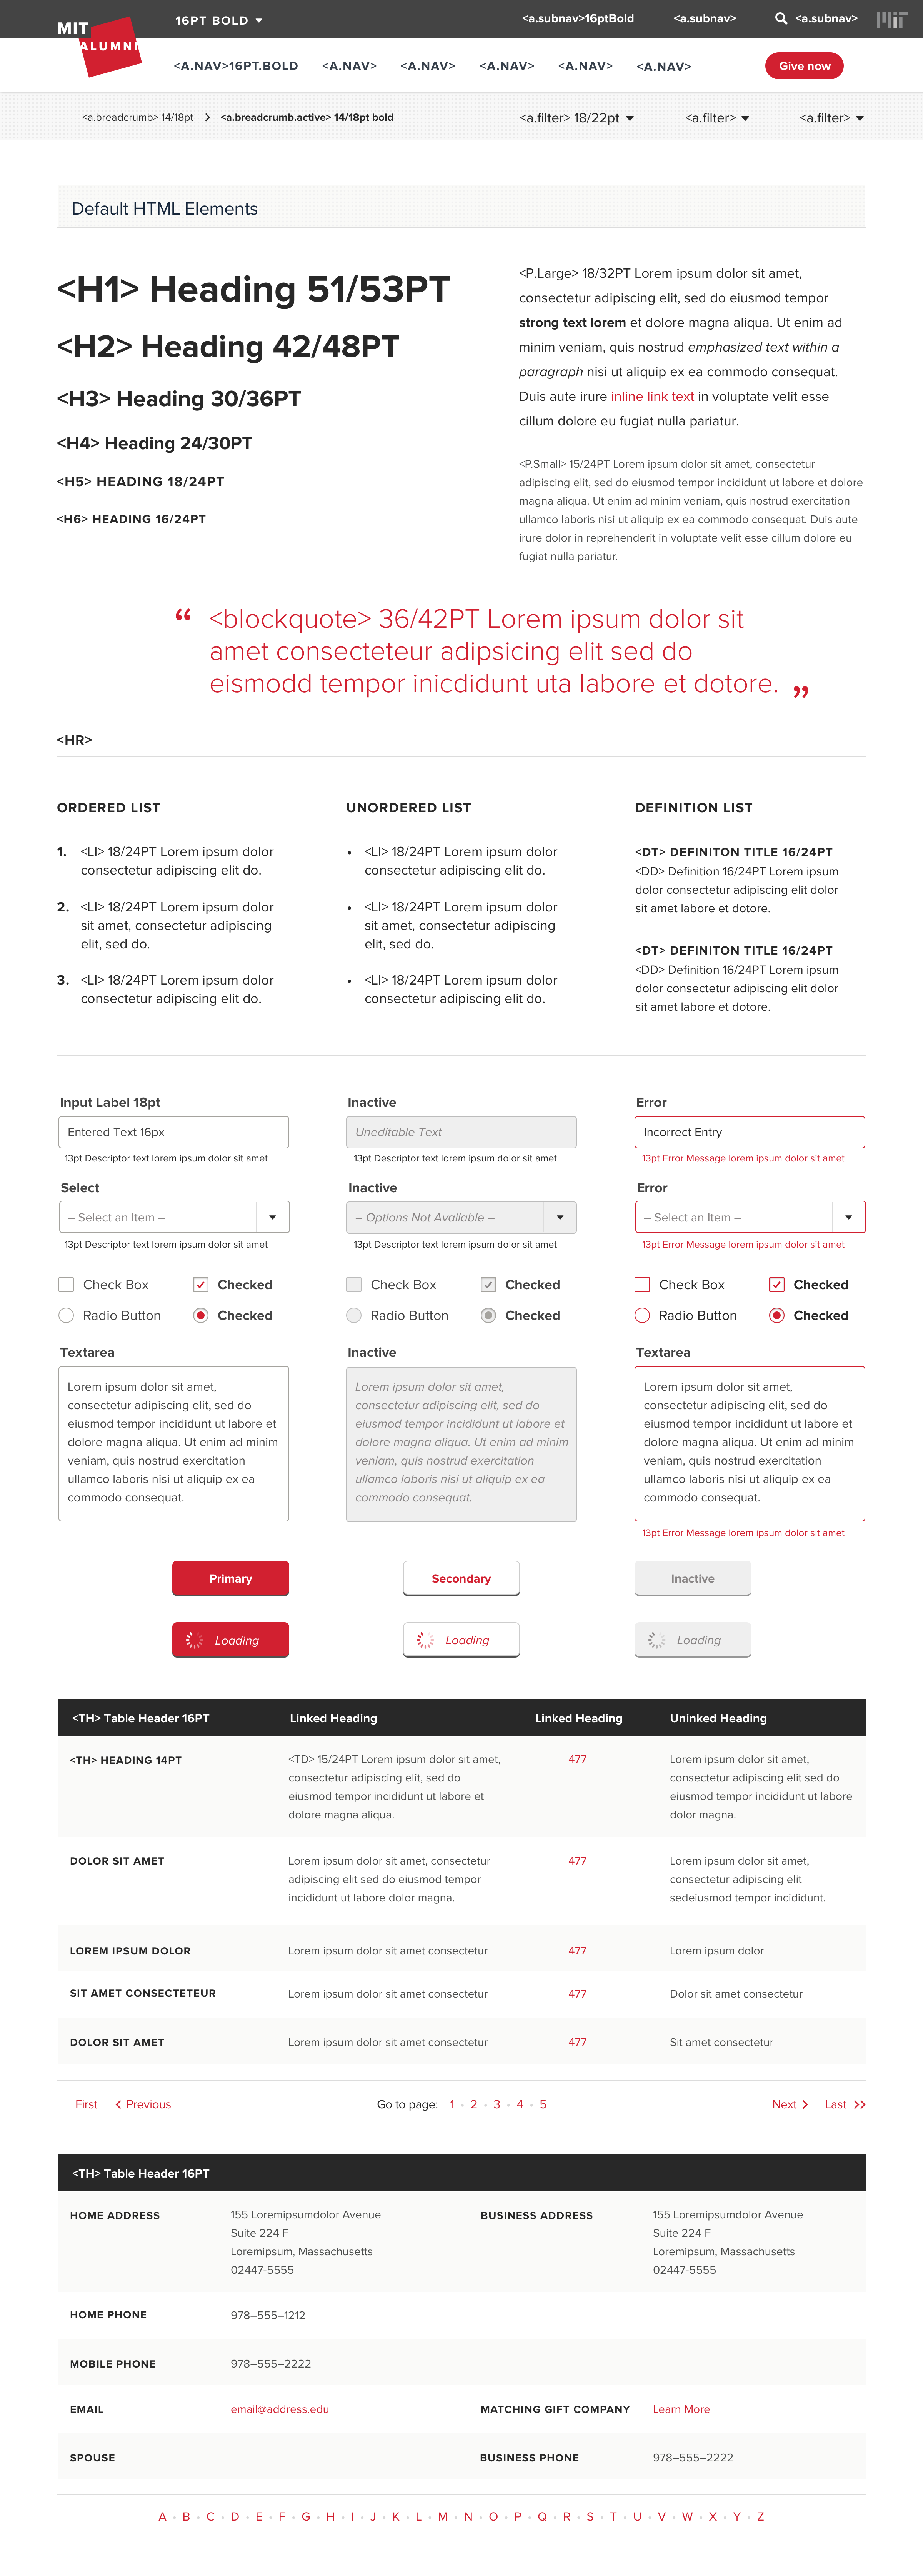 MIT
ALUMNI
16PT BOLD
<a.subnav>16ptBold
<a.subnav>
<a.subnav>
<A.NAV>16PT.BOLD
<A.NAV>
<A.NAV>
<A.NAV>
<A.NAV>
<A.NAV>
Give now
<a.breadcrumb> 14/18pt
<a.breadcrumb.active> 14/18pt bold
<a.filter> 18/22pt
<a.filter>
<a.filter>
Default HTML Elements
<H1> Heading 51/53PT
<H2> Heading 42/48PT
<H3> Heading 30/36PT
<H4> Heading 24/30PT
<H5> HEADING 18/24PT
<H6> HEADING 16/24PT
<P.Large> 18/32PT Lorem ipsum dolor sit amet,
consectetur adipiscing elit, sed do eiusmod tempor
strong text lorem et dolore magna aliqua. Ut enim ad
minim veniam, quis nostrud emphasized text within a
paragraph nisi ut aliquip ex ea commodo consequat.
Duis aute irure inline link text in voluptate velit esse
cillum dolore eu fugiat nulla pariatur.
<P.Small> 15/24PT Lorem ipsum dolor sit amet, consectetur
adipiscing elit, sed do eiusmod tempor incididunt ut labore et dolore
magna aliqua. Ut enim ad minim veniam, quis nostrud exercitation
ullamco laboris nisi ut aliquip ex ea commodo consequat. Duis aute
irure dolor in reprehenderit in voluptate velit esse cillum dolore eu
fugiat nulla pariatur.
“ <blockquote> 36/42PT Lorem ipsum dolor sit
amet consecteteur adipsicing elit sed do
eismodd tempor inicdidunt uta labore et dotore. ”
<HR>
ORDERED LIST
1. <LI> 18/24PT Lorem ipsum dolor
consectetur adipiscing elit do.
2. <LI> 18/24PT Lorem ipsum dolor
sit amet, consectetur adipiscing
elit, sed do.
3. <LI> 18/24PT Lorem ipsum dolor
consectetur adipiscing elit do.
UNORDERED LIST
• <LI> 18/24PT Lorem ipsum dolor
consectetur adipiscing elit do.
• <LI> 18/24PT Lorem ipsum dolor
sit amet, consectetur adipiscing
elit, sed do.
• <LI> 18/24PT Lorem ipsum dolor
consectetur adipiscing elit do.
DEFINITION LIST
<DT> DEFINITON TITLE 16/24PT
<DD> Definition 16/24PT Lorem ipsum
dolor consectetur adipiscing elit dolor
sit amet labore et dotore.
<DT> DEFINITON TITLE 16/24PT
<DD> Definition 16/24PT Lorem ipsum
dolor consectetur adipiscing elit dolor
sit amet labore et dotore.
Input Label 18pt
Entered Text 16px
13pt Descriptor text lorem ipsum dolor sit amet
Inactive
Uneditable Text
13pt Descriptor text lorem ipsum dolor sit amet
Error
Incorrect Entry
13pt Error Message lorem ipsum dolor sit amet
Select
– Select an Item –
13pt Descriptor text lorem ipsum dolor sit amet
Inactive
– Options Not Available –
13pt Descriptor text lorem ipsum dolor sit amet
Error
– Select an Item –
13pt Error Message lorem ipsum dolor sit amet
Check Box
Checked
Check Box
Checked
Check Box
Checked
Radio Button
Checked
Radio Button
Checked
Radio Button
Checked
Textarea
Lorem ipsum dolor sit amet,
consectetur adipiscing elit, sed do
eiusmod tempor incididunt ut labore et
dolore magna aliqua. Ut enim ad minim
veniam, quis nostrud exercitation
ullamco laboris nisi ut aliquip ex ea
commodo consequat.
Inactive
Lorem ipsum dolor sit amet,
consectetur adipiscing elit, sed do
eiusmod tempor incididunt ut labore et
dolore magna aliqua. Ut enim ad minim
veniam, quis nostrud exercitation
ullamco laboris nisi ut aliquip ex ea
commodo consequat.
Textarea
Lorem ipsum dolor sit amet,
consectetur adipiscing elit, sed do
eiusmod tempor incididunt ut labore et
dolore magna aliqua. Ut enim ad minim
veniam, quis nostrud exercitation
ullamco laboris nisi ut aliquip ex ea
commodo consequat.
13pt Error Message lorem ipsum dolor sit amet
Primary
Secondary
Inactive
Loading
Loading
Loading
<TH> Table Header 16PT
Linked Heading
Linked Heading
Uninked Heading
<TH> HEADING 14PT
<TD> 15/24PT Lorem ipsum dolor sit amet,
consectetur adipiscing elit, sed do
eiusmod tempor incididunt ut labore et
dolore magna aliqua.
477
Lorem ipsum dolor sit amet,
consectetur adipiscing elit sed do
eiusmod tempor incididunt ut labore
dolor magna.
DOLOR SIT AMET
Lorem ipsum dolor sit amet, consectetur
adipiscing elit sed do eiusmod tempor
incididunt ut labore dolor magna.
477
Lorem ipsum dolor sit amet,
consectetur adipiscing elit
sedeiusmod tempor incididunt.
LOREM IPSUM DOLOR
Lorem ipsum dolor sit amet consectetur
477
Lorem ipsum dolor
SIT AMET CONSECTETEUR
Lorem ipsum dolor sit amet consectetur
477
Dolor sit amet consectetur
DOLOR SIT AMET
Lorem ipsum dolor sit amet consectetur
477
Sit amet consectetur
First
Previous
Go to page: 1 • 2 • 3 • 4 • 5
Next
Last
<TH> Table Header 16PT
HOME ADDRESS
155 Loremipsumdolor Avenue
Suite 224 F
Loremipsum, Massachusetts
02447-5555
BUSINESS ADDRESS
155 Loremipsumdolor Avenue
Suite 224 F
Loremipsum, Massachusetts
02447-5555
HOME PHONE
978–555–1212
MOBILE PHONE
978–555–2222
EMAIL
email@address.edu
MATCHING GIFT COMPANY
Learn More
SPOUSE
BUSINESS PHONE
978–555–2222
A • B • C • D • E • F • G • H • I • J • K • L • M • N • O • P • Q • R • S • T • U • V • W • X • Y • Z